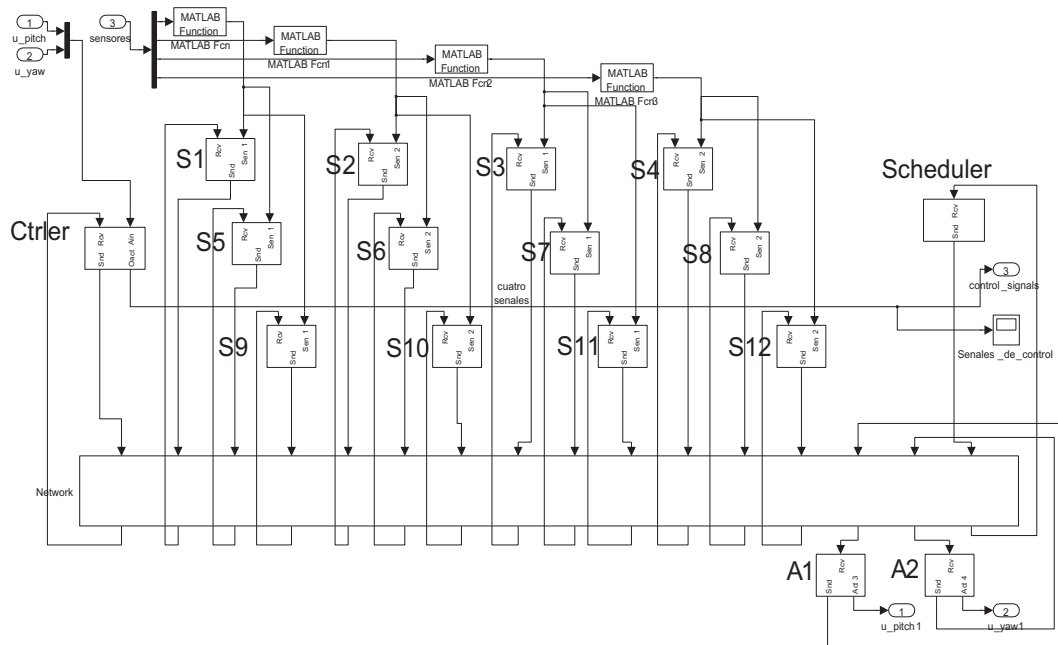 1
u_pitch
2
u_yaw
3
sensores
MATLAB
Function
MATLAB Fcn
MATLAB
Function
MATLAB Fcn1
MATLAB
Function
MATLAB Fcn2
MATLAB
Function
MATLAB Fcn3
S1
Rcv
Snd
Sen 1
S2
Rcv
Snd
Sen 2
S3
Rcv
Snd
Sen 1
S4
Rcv
Snd
Sen 2
Scheduler
Snd
Rcv
Ctrler
Snd
Rcv
Oact
Ain
S5
Rcv
Snd
Sen 1
S6
Rcv
Snd
Sen 2
S7
Rcv
Snd
Sen 1
S8
Rcv
Snd
Sen 2
cuatro
senales
3
control_signals
Senales _de_control
S9
Rcv
Snd
Sen 1
S10
Rcv
Snd
Sen 2
S11
Rcv
Snd
Sen 1
S12
Rcv
Snd
Sen 2
Network
A1
Snd
Rcv
Act 3
1
u_pitch1
A2
Snd
Rcv
Act 4
2
u_yaw1